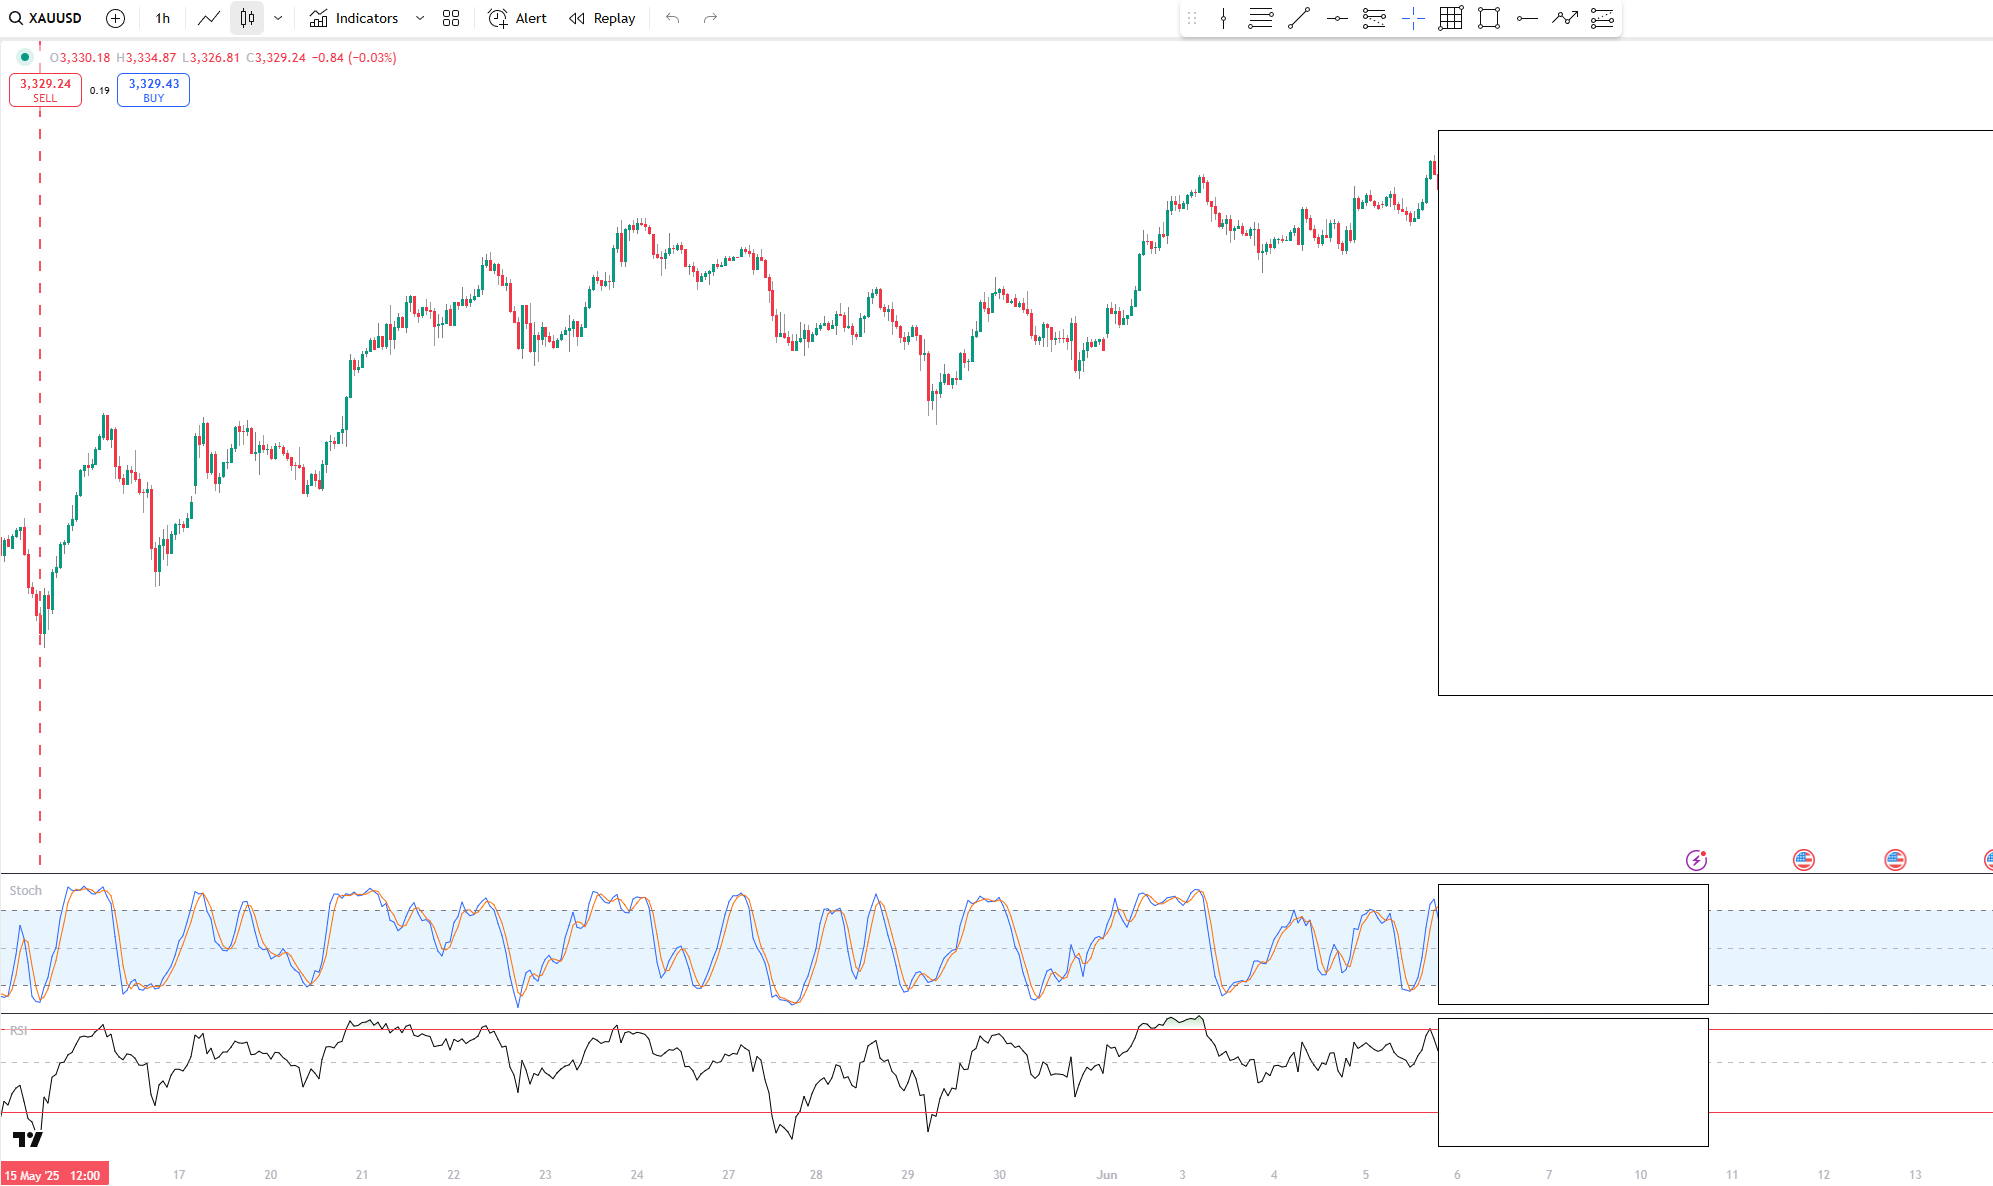 XAUUSD 1h Indicators Alert Replay
O3,330.18 H3,334.87 L3,326.81 C3,329.24 −0.84 (−0.03%)
3,329.24 0.19 3,329.43
SELL BUY
Stoch
RSI
15 May '25 12:00 17 20 21 22 23 24 27 28 29 30 Jun 3 4 5 6 7 10 11 12 13